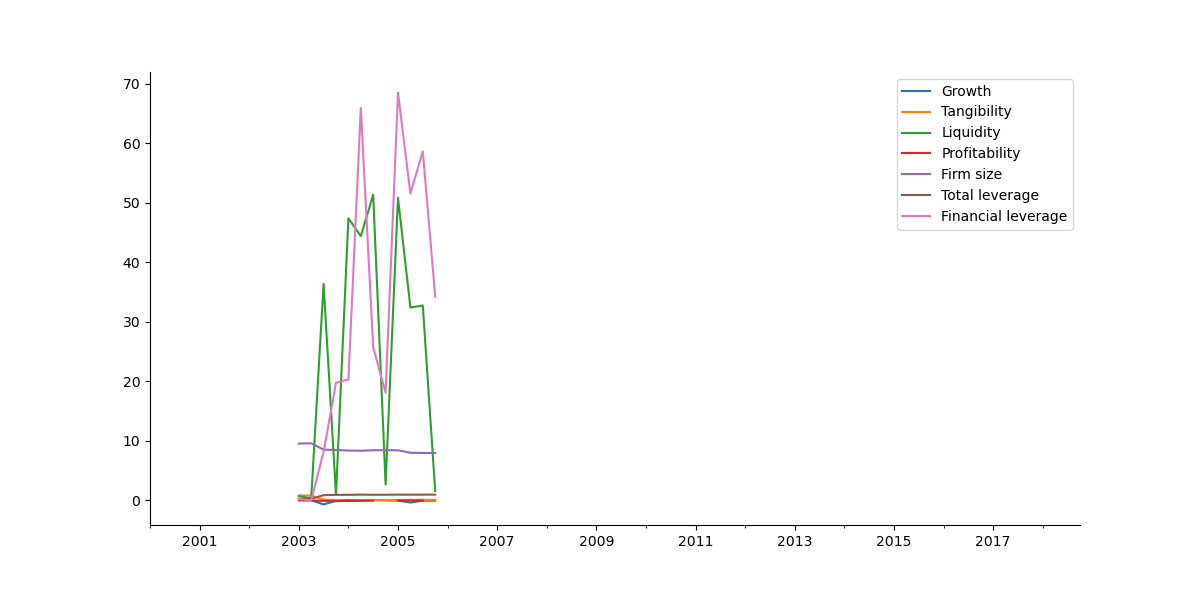 70
60
50
40
30
20
10
0
2001 2003 2005 2007 2009 2011 2013 2015 2017
Growth
Tangibility
Liquidity
Profitability
Firm size
Total leverage
Financial leverage